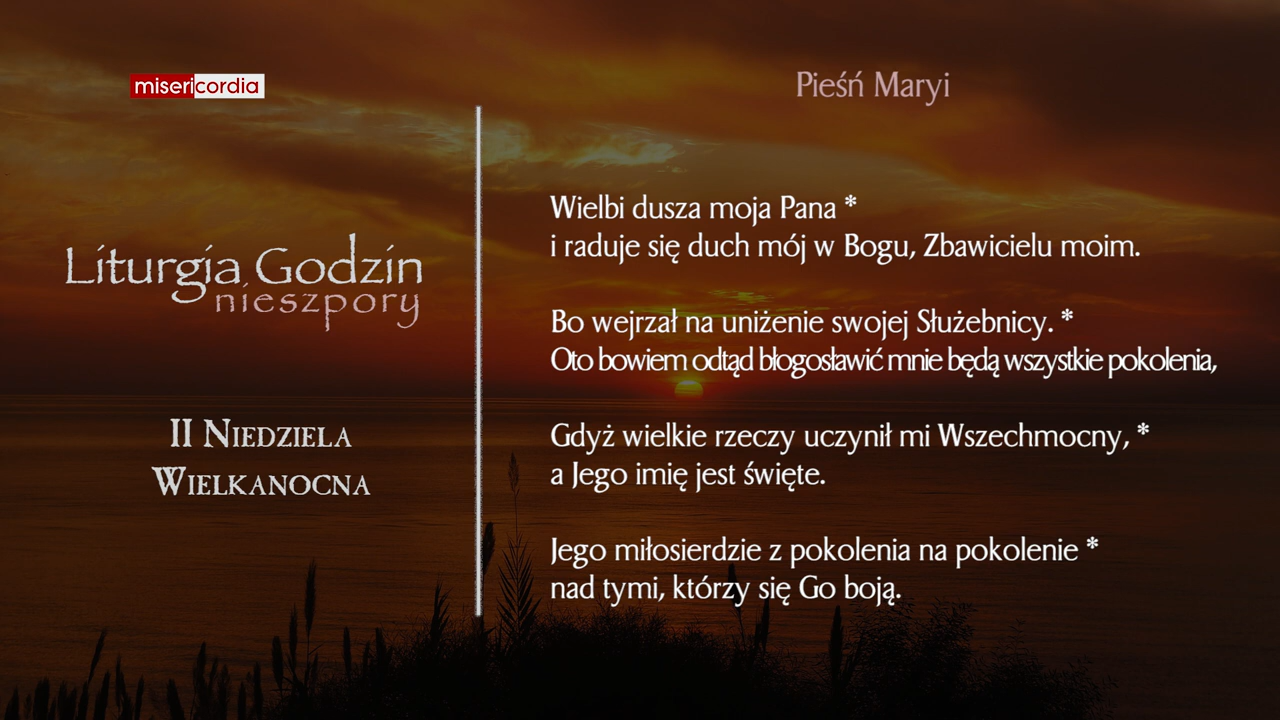 misericordia
Pieśń Maryi
Liturgia Godzin
nieszpory
II Niedziela
Wielkanocna
Wielbi dusza moja Pana *
i raduje się duch mój w Bogu, Zbawicielu moim.
Bo wejrzał na uniżenie swojej Służebnicy. *
Oto bowiem odtąd błogosławić mnie będą wszystkie pokolenia,
Gdyż wielkie rzeczy uczynił mi Wszechmocny, *
a Jego imię jest święte.
Jego miłosierdzie z pokolenia na pokolenie *
nad tymi, którzy się Go boją.